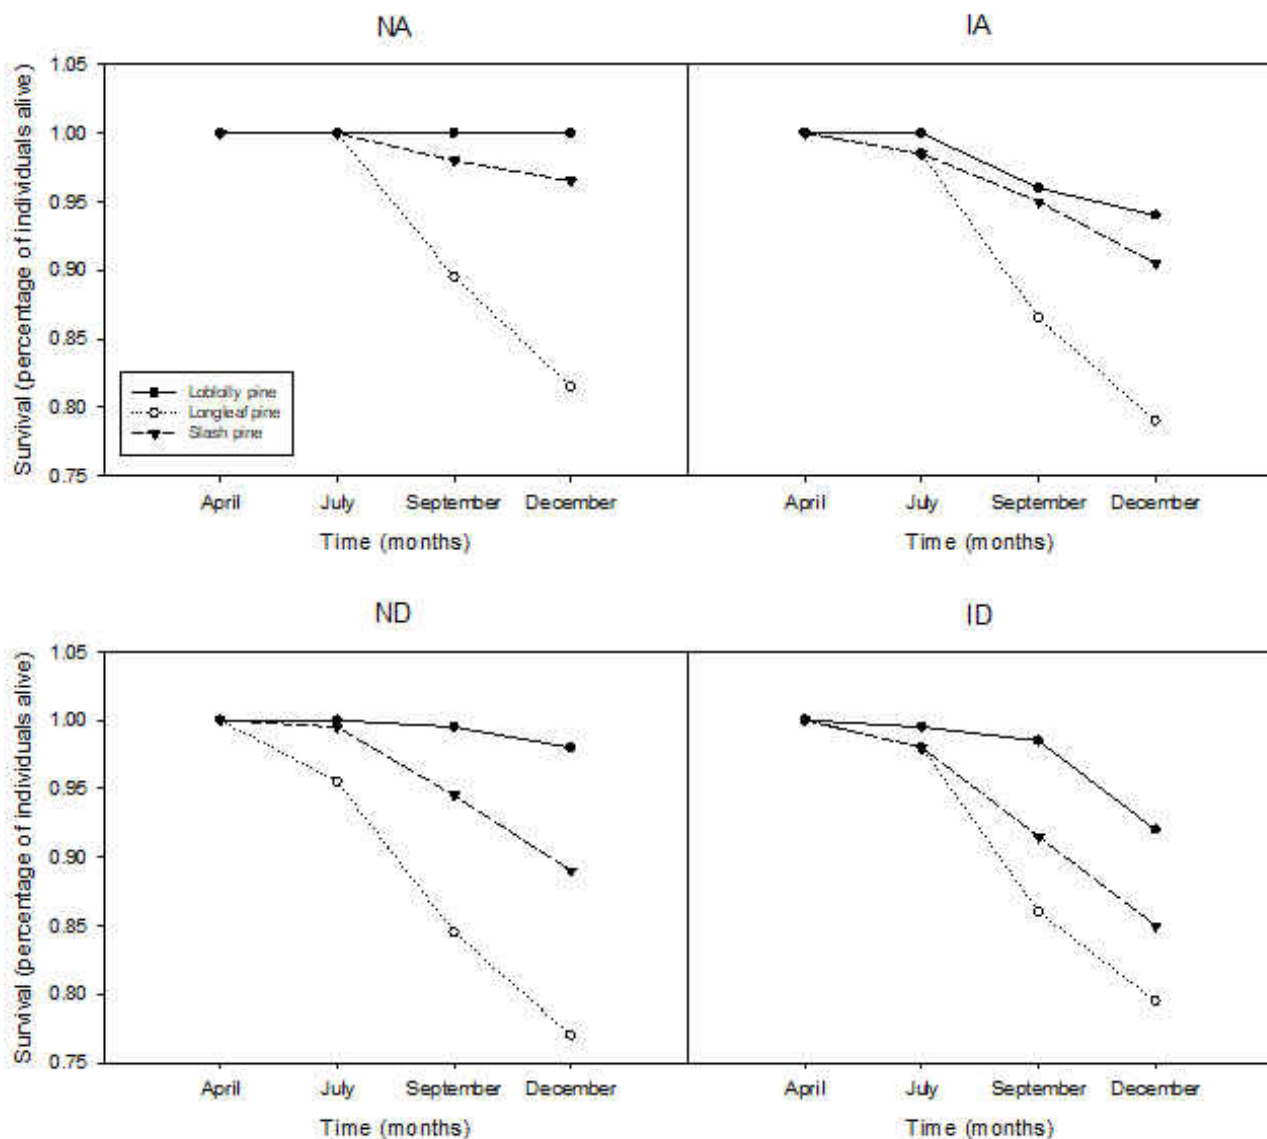 NA
IA
Survival (percentage of individuals alive)
1.05
1.00
0.95
0.90
0.85
0.80
0.75
Loblolly pine
Longleaf pine
Slash pine
April July September December
April July September December
Time (months)
Time (months)
ND
ID
Survival (percentage of individuals alive)
1.05
1.00
0.95
0.90
0.85
0.80
0.75
April July September December
April July September December
Time (months)
Time (months)